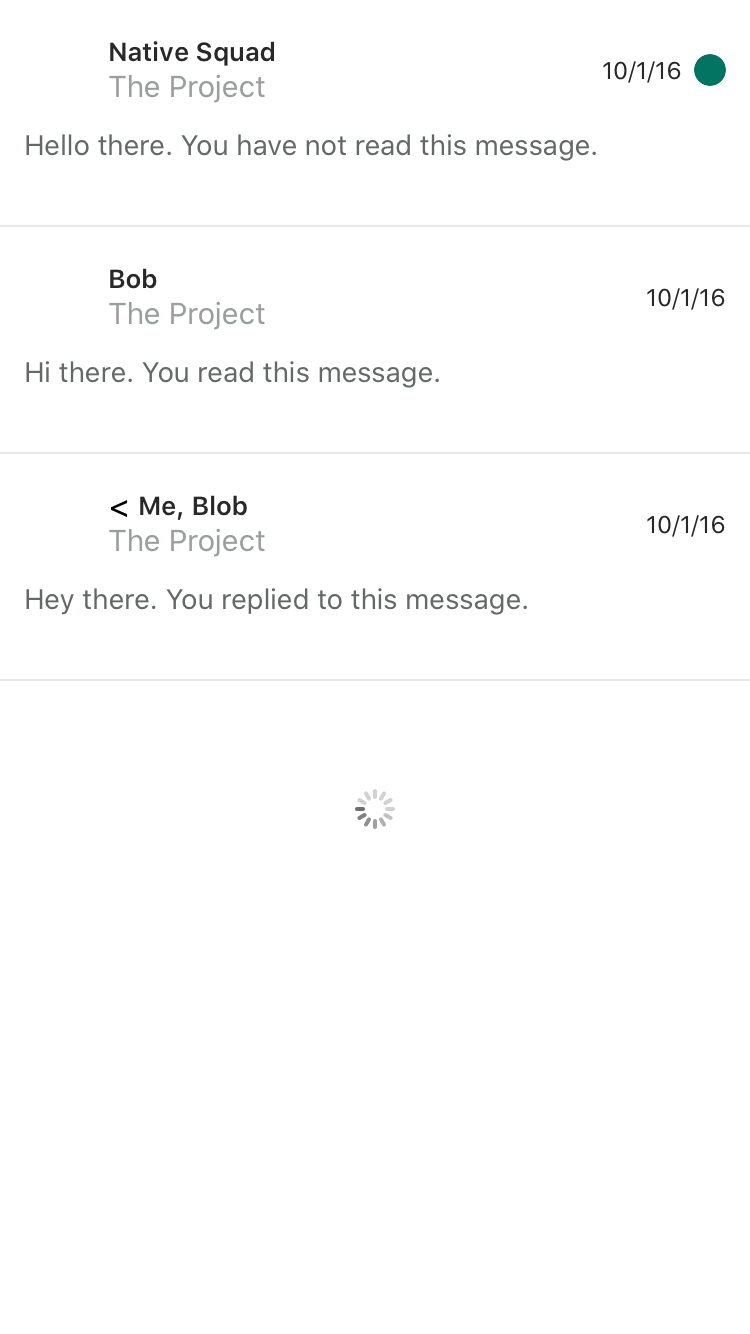 Native Squad
The Project
10/1/16
Hello there. You have not read this message.
Bob
The Project
10/1/16
Hi there. You read this message.
< Me, Blob
The Project
10/1/16
Hey there. You replied to this message.